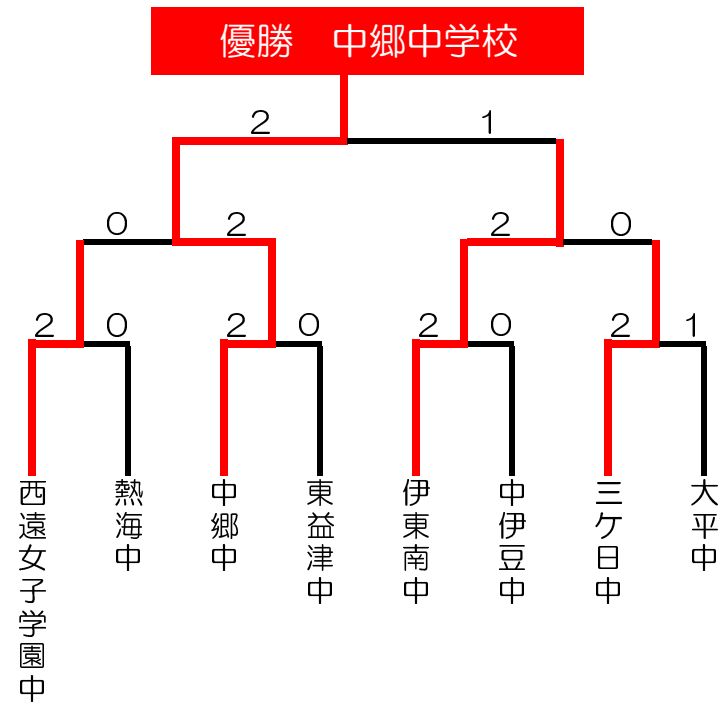 優勝　中郷中学校
2 1
0 2 2 0
2 0 2 0 2 0 2 1
西遠女子学園中
熱海中
中郷中
東益津中
伊東南中
中伊豆中
三ケ日中
大平中